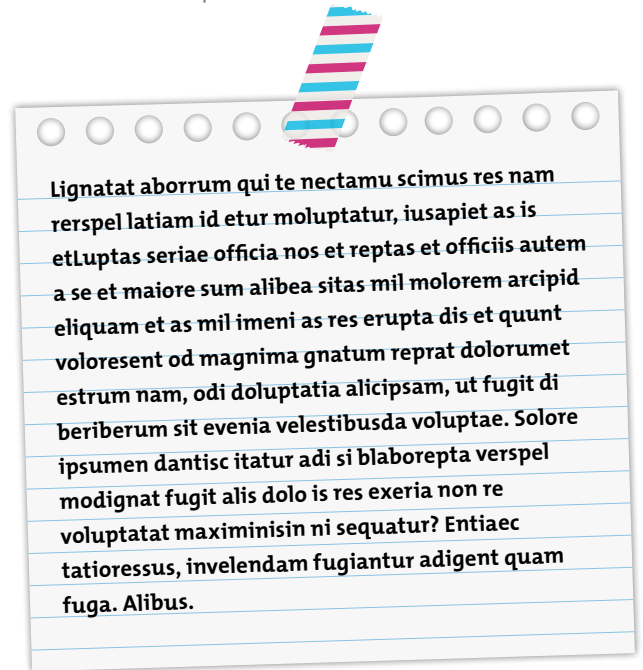 Lignatat aborrum qui te nectamu scimus res nam
rerspel latiam id etur moluptatur, iusapiet as is
etLuptas seriae officia nos et reptas et officiis autem
a se et maiore sum alibea sitas mil molorem arcipid
eliquam et as mil imeni as res erupta dis et quunt
voloresent od magnima gnatum reprat dolorumet
estrum nam, odi doluptatia alicipsam, ut fugit di
beriberum sit evenia velestibusda voluptae. Solore
ipsumen dantisc itatur adi si blaborepta verspel
modignat fugit alis dolo is res exeria non re
voluptatat maximinisin ni sequatur? Entiaec
tatioressus, invelendam fugiantur adigent quam
fuga. Alibus.